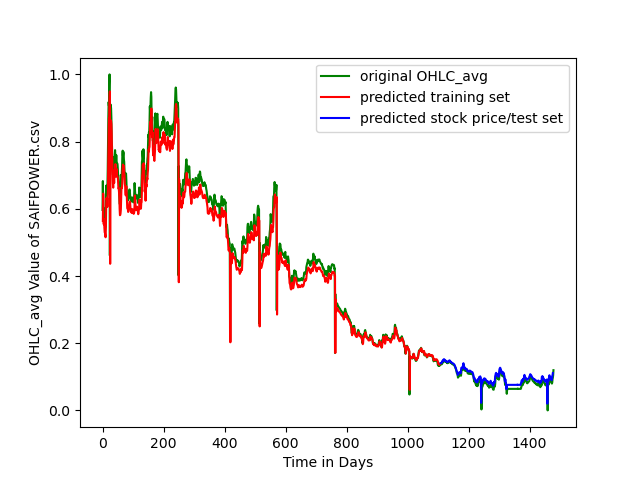 original OHLC_avg
predicted training set
predicted stock price/test set
OHLC_avg Value of SAIFPOWER.csv
1.0
0.8
0.6
0.4
0.2
0.0
0 200 400 600 800 1000 1200 1400
Time in Days